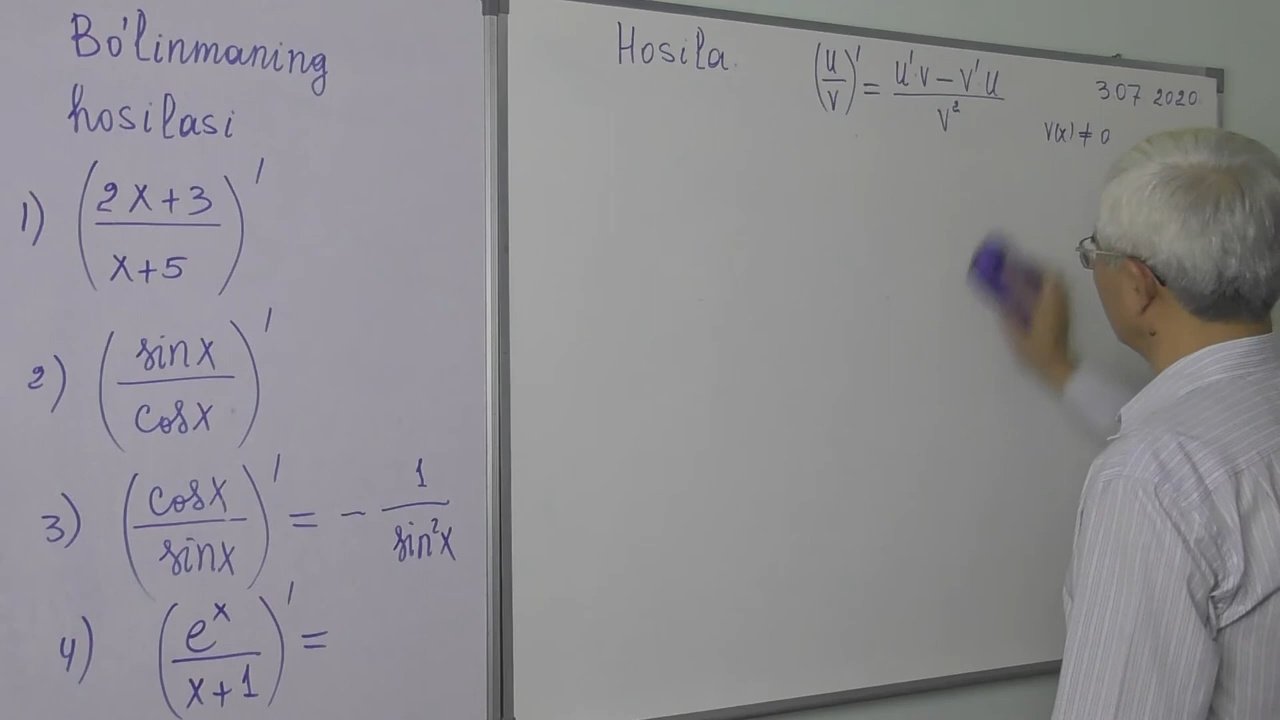 Bo'linmaning
hosilasi
1) (2x+3 / x+5)'
2) (sinx / cosx)'
3) (cosx / sinx)' = - 1 / sin²x
4) (eˣ / x+1)' =
Hosila. (u/v)' = (u'·v - v'u) / v²
3.07 2020
v(x) ≠ 0